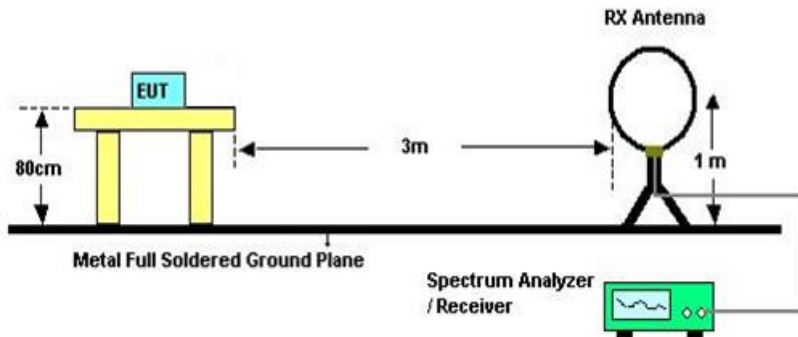 RX Antenna
EUT
80cm
3m
1 m
Metal Full Soldered Ground Plane
Spectrum Analyzer
/ Receiver